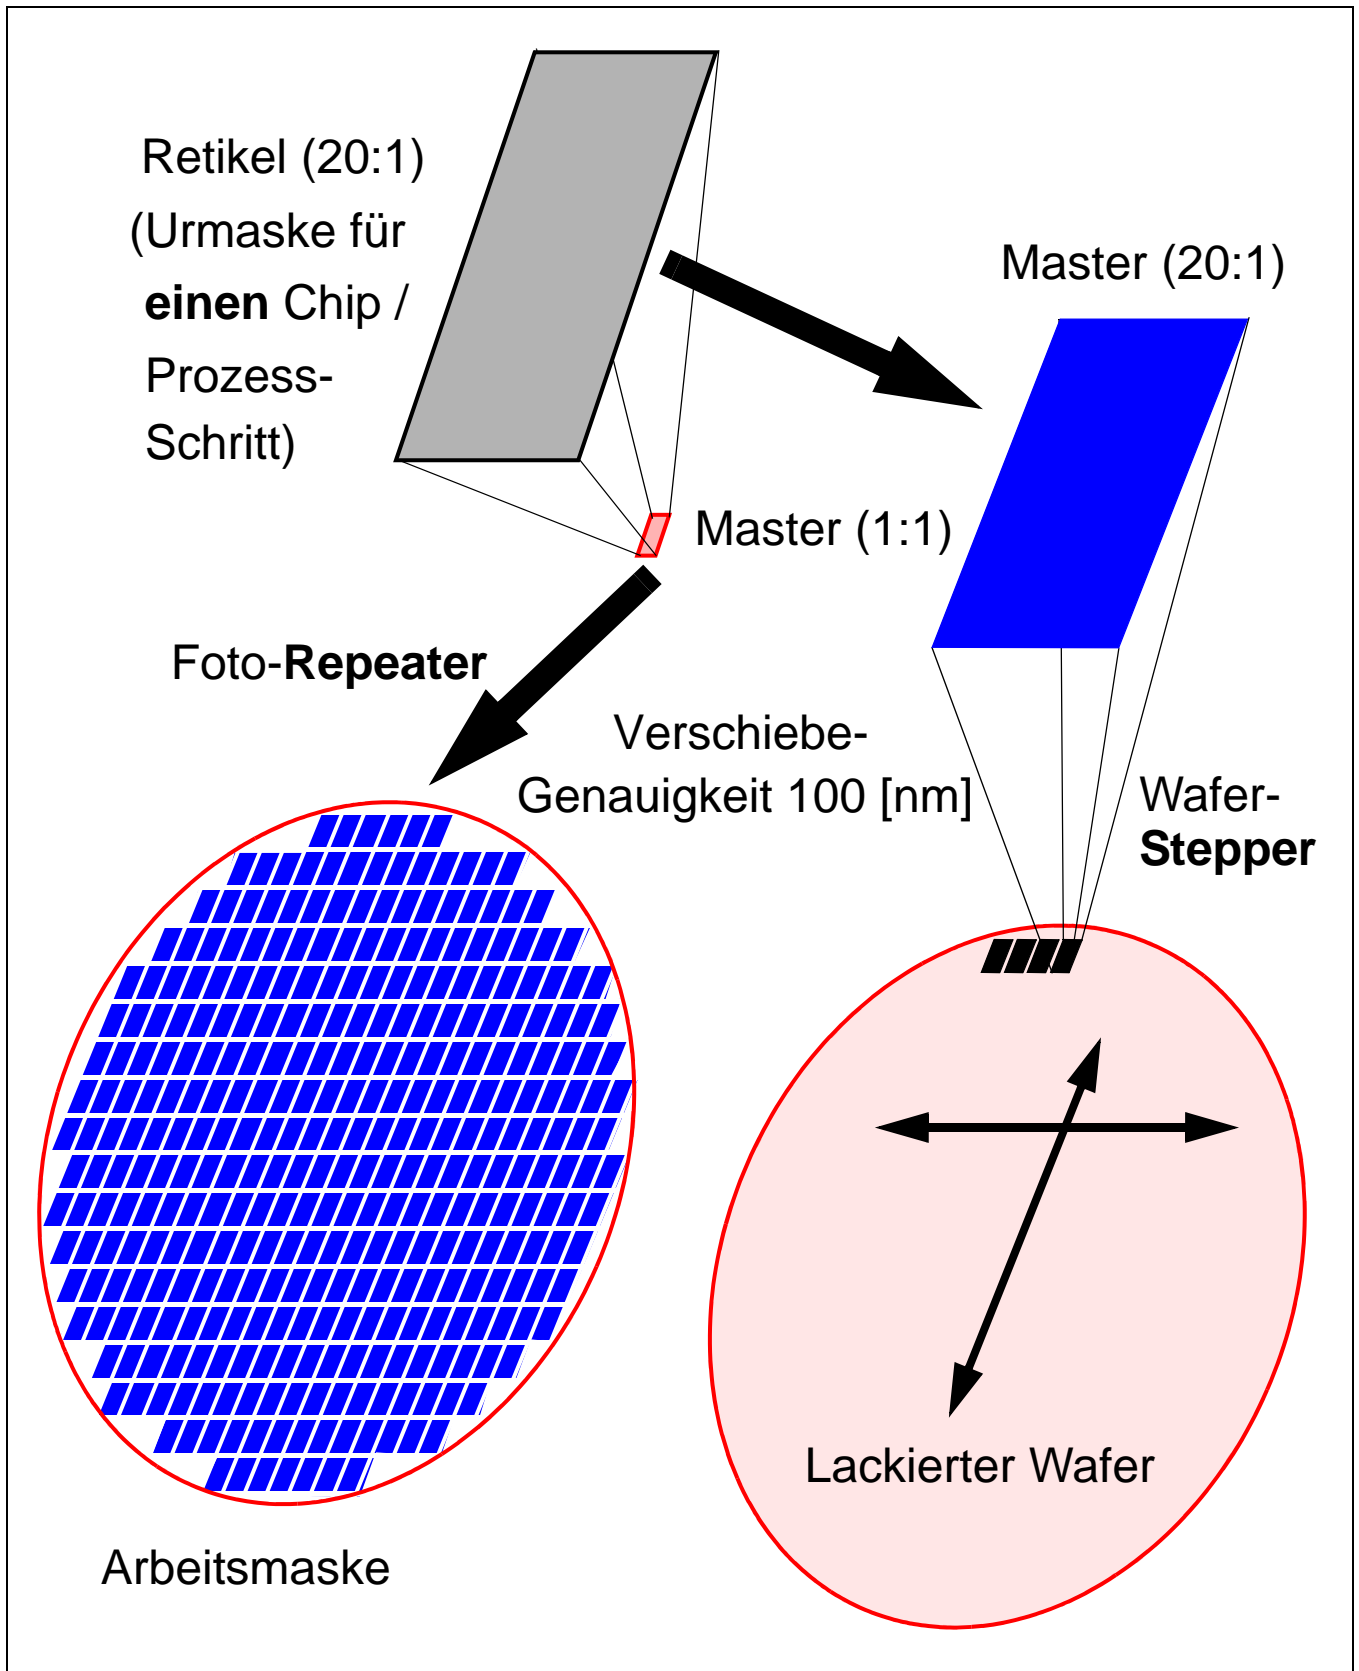 Retikel (20:1)
(Urmaske für
einen Chip /
Prozess-
Schritt)
Master (20:1)
Master (1:1)
Foto-Repeater
Verschiebe-
Genauigkeit 100 [nm]
Wafer-
Stepper
Lackierter Wafer
Arbeitsmaske